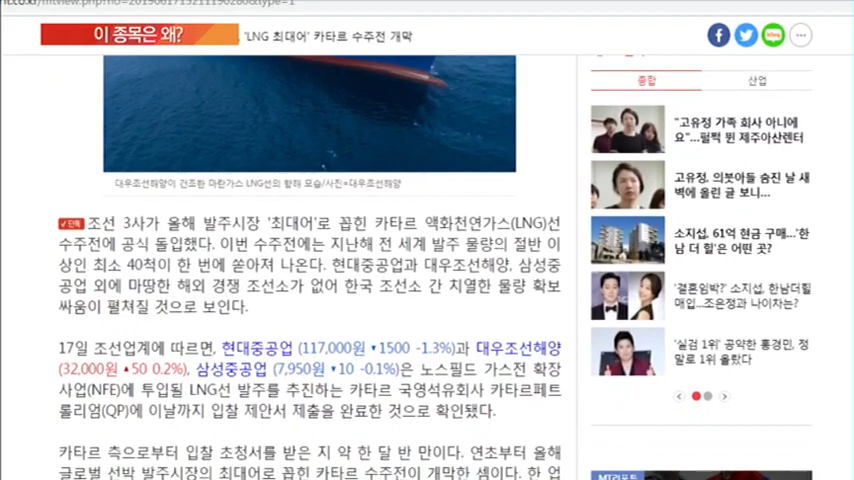 이 종목은 왜?
'LNG 최대어' 카타르 수주전 개막
종합
산업
대우조선해양이 건조한 마란가스 LNG선의 항해 모습/사진=대우조선해양
단독 조선 3사가 올해 발주시장 '최대어'로 꼽힌 카타르 액화천연가스(LNG)선
수주전에 공식 돌입했다. 이번 수주전에는 지난해 전 세계 발주 물량의 절반 이
상인 최소 40척이 한 번에 쏟아져 나온다. 현대중공업과 대우조선해양, 삼성중
공업 외에 마땅한 해외 경쟁 조선소가 없어 한국 조선소 간 치열한 물량 확보
싸움이 펼쳐질 것으로 보인다.
17일 조선업계에 따르면, 현대중공업 (117,000원 ▼1500 -1.3%)과 대우조선해양
(32,000원 ▲50 0.2%), 삼성중공업 (7,950원 ▼10 -0.1%)은 노스필드 가스전 확장
사업(NFE)에 투입될 LNG선 발주를 추진하는 카타르 국영석유회사 카타르페트
롤리엄(QP)에 이날까지 입찰 제안서 제출을 완료한 것으로 확인됐다.
카타르 측으로부터 입찰 초청서를 받은 지 약 한 달 반 만이다. 연초부터 올해
글로벌 선박 발주시장의 최대어로 꼽힌 카타르 수주전이 개막한 셈이다. 한 업
"고유정 가족 회사 아니에
요"...펄쩍 뛴 제주아산렌터
고유정, 의붓아들 숨진 날 새
벽에 올린 글 보니...
소지섭, 61억 현금 구매...'한
남 더 힐'은 어떤 곳?
'결혼임박?' 소지섭, 한남더힐
매입...조은정과 나이차는?
'실검 1위' 공약한 홍경민, 정
말로 1위 올랐다
MT리포트